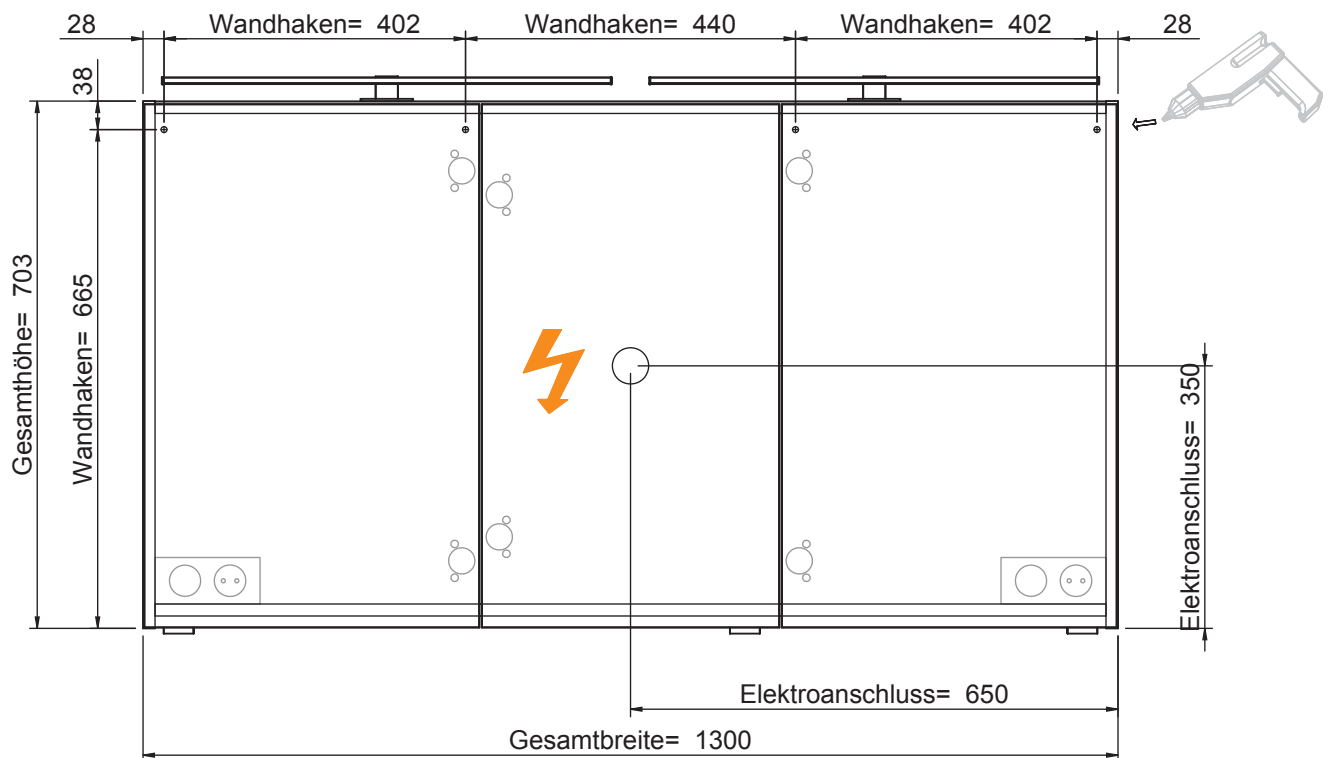 28
Wandhaken= 402
Wandhaken= 440
Wandhaken= 402
28
38
Gesamthöhe= 703
Wandhaken= 665
Elektroanschluss= 350
Elektroanschluss= 650
Gesamtbreite= 1300